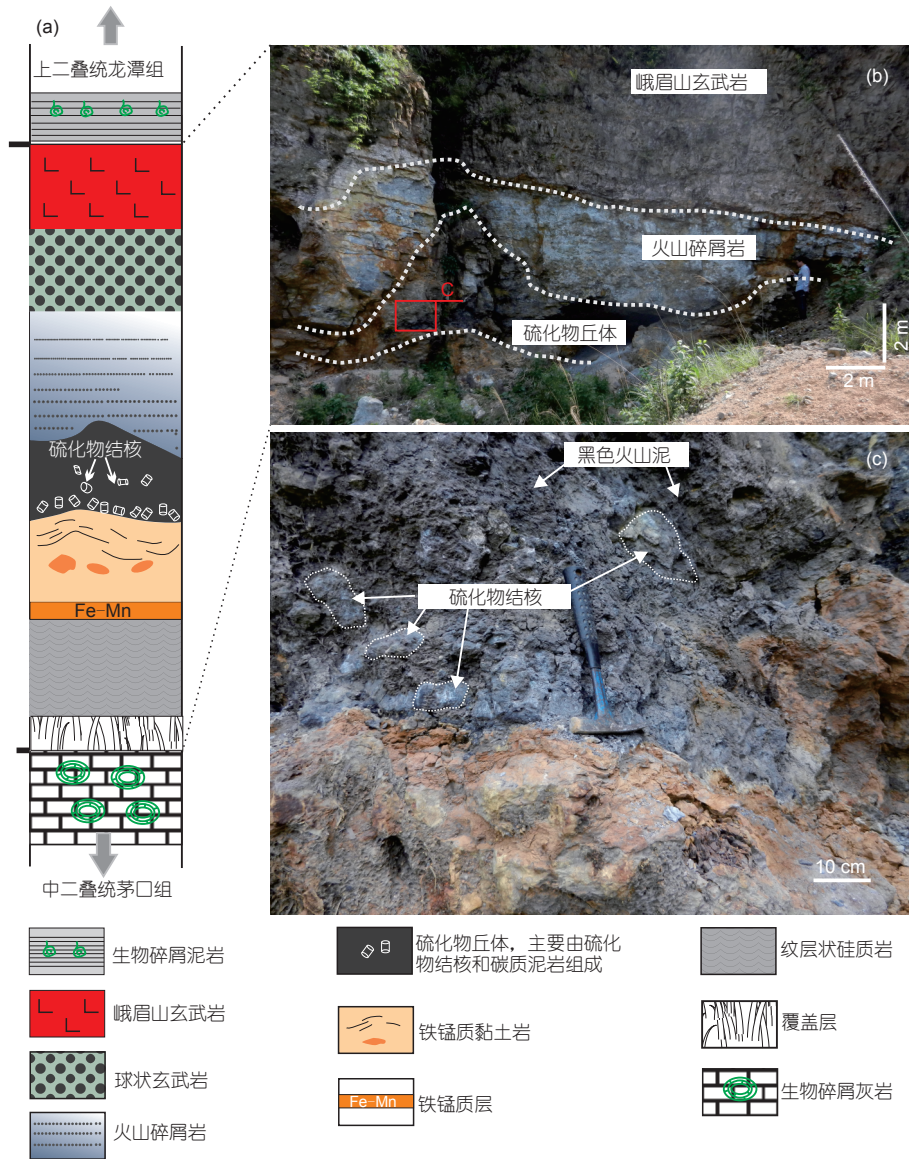 (a)
上二叠统龙潭组
硫化物结核
Fe-Mn
中二叠统茅口组
(b)
峨眉山玄武岩
火山碎屑岩
C
硫化物丘体
2 m
2 m
(c)
黑色火山泥
硫化物结核
10 cm
生物碎屑泥岩
峨眉山玄武岩
球状玄武岩
火山碎屑岩
硫化物丘体，主要由硫化
物结核和碳质泥岩组成
铁锰质黏土岩
Fe-Mn
铁锰质层
纹层状硅质岩
覆盖层
生物碎屑灰岩